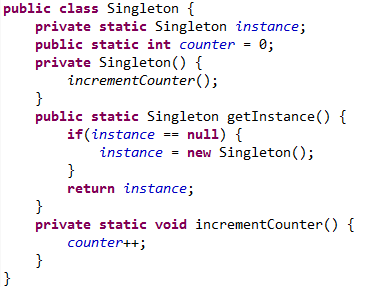 public class Singleton {
    private static Singleton instance;
    public static int counter = 0;
    private Singleton() {
        incrementCounter();
    }
    public static Singleton getInstance() {
        if(instance == null) {
            instance = new Singleton();
        }
        return instance;
    }
    private static void incrementCounter() {
        counter++;
    }
}